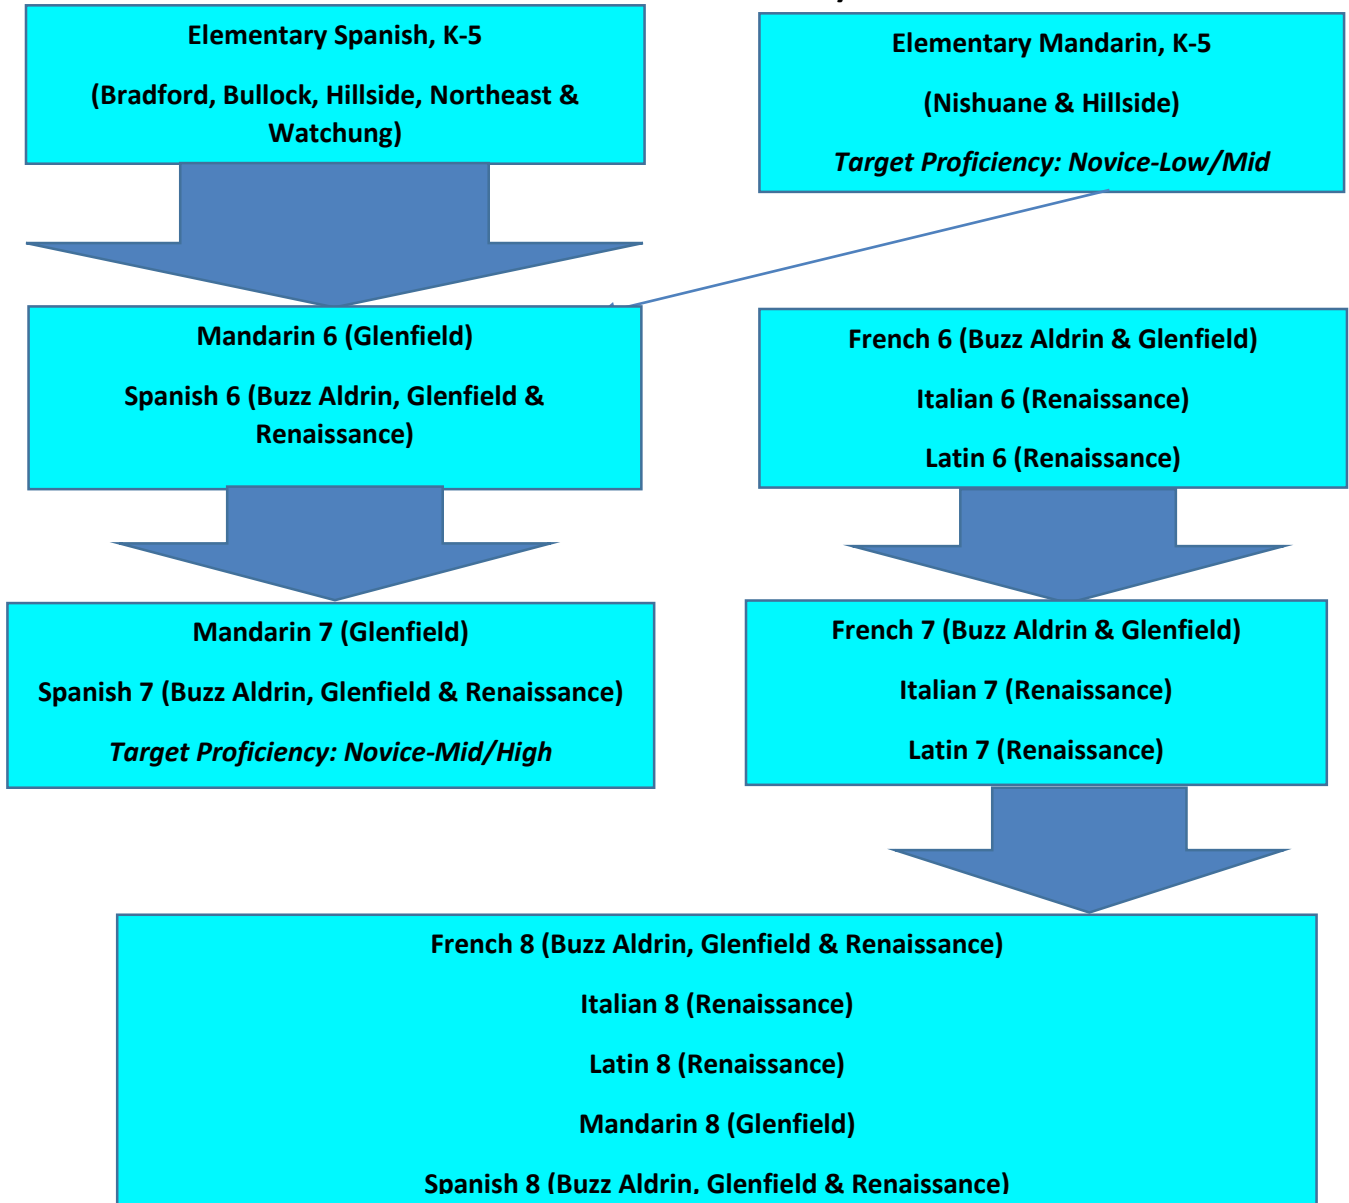 Elementary Spanish, K-5
(Bradford, Bullock, Hillside, Northeast &
Watchung)
Elementary Mandarin, K-5
(Nishuane & Hillside)
Target Proficiency: Novice-Low/Mid
Mandarin 6 (Glenfield)
Spanish 6 (Buzz Aldrin, Glenfield &
Renaissance)
French 6 (Buzz Aldrin & Glenfield)
Italian 6 (Renaissance)
Latin 6 (Renaissance)
Mandarin 7 (Glenfield)
Spanish 7 (Buzz Aldrin, Glenfield & Renaissance)
Target Proficiency: Novice-Mid/High
French 7 (Buzz Aldrin & Glenfield)
Italian 7 (Renaissance)
Latin 7 (Renaissance)
French 8 (Buzz Aldrin, Glenfield & Renaissance)
Italian 8 (Renaissance)
Latin 8 (Renaissance)
Mandarin 8 (Glenfield)
Spanish 8 (Buzz Aldrin, Glenfield & Renaissance)